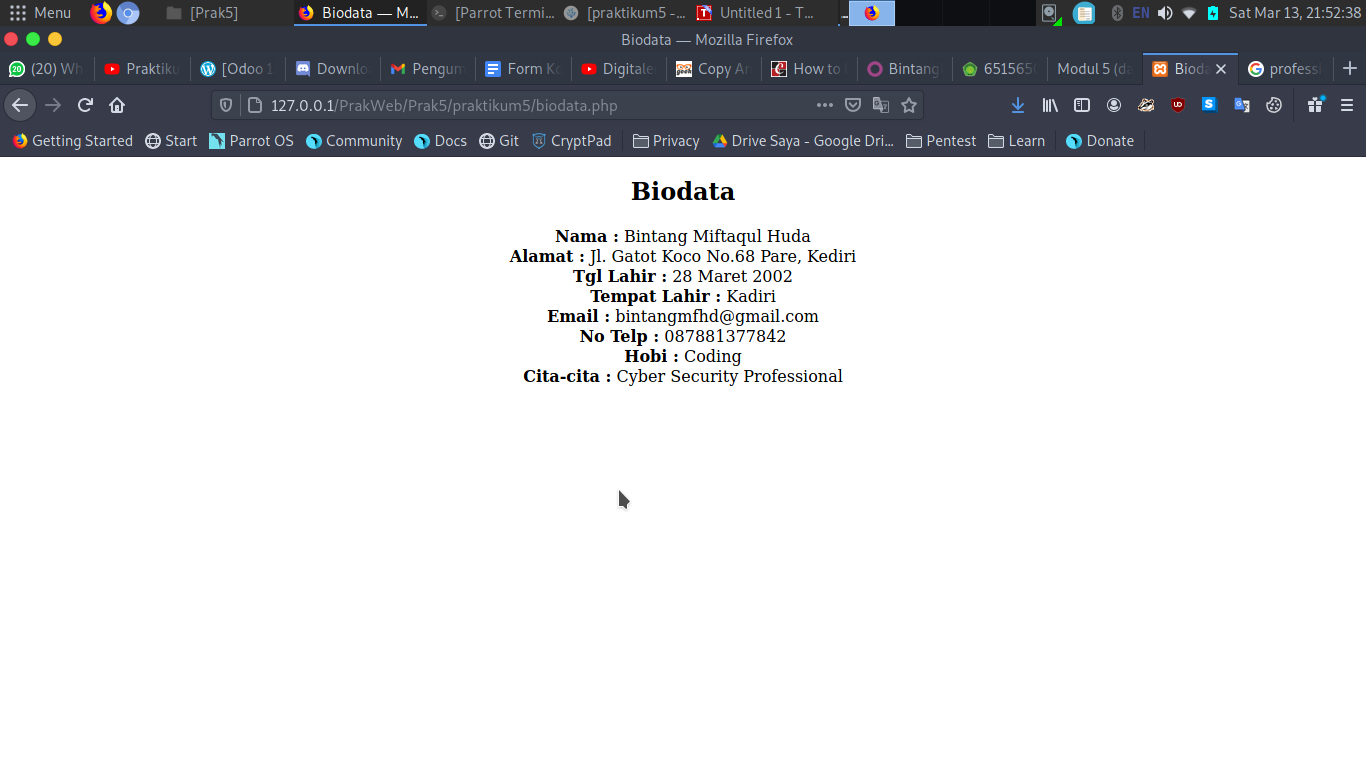 Menu [Prak5] Biodata — M... [Parrot Termi... [praktikum5 -... Untitled 1 - T... EN Sat Mar 13, 21:52:38
Biodata — Mozilla Firefox
(20) Wh Praktiku [Odoo 1 Downlo Pengum Form Ko Digitale Copy Ar How to Bintang 651565 Modul 5 (da Bioda professi
127.0.0.1/PrakWeb/Prak5/praktikum5/biodata.php
Getting Started Start Parrot OS Community Docs Git CryptPad Privacy Drive Saya - Google Dri... Pentest Learn Donate
Biodata
Nama : Bintang Miftaqul Huda
Alamat : Jl. Gatot Koco No.68 Pare, Kediri
Tgl Lahir : 28 Maret 2002
Tempat Lahir : Kadiri
Email : bintangmfhd@gmail.com
No Telp : 087881377842
Hobi : Coding
Cita-cita : Cyber Security Professional